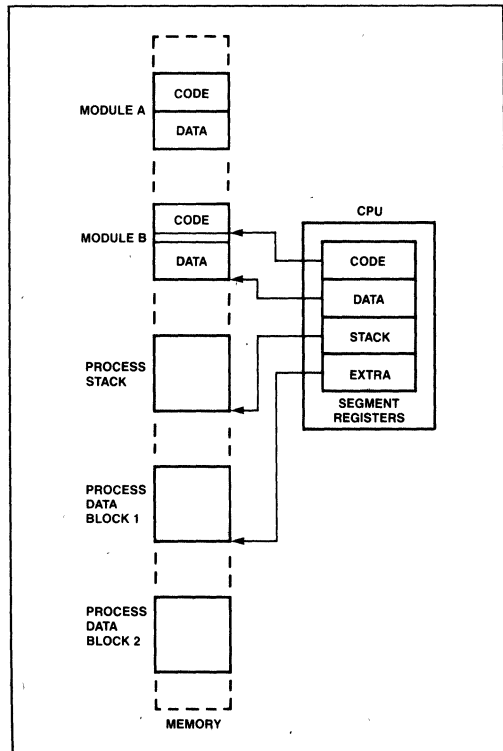 MODULE A
CODE
DATA
MODULE B
CODE
DATA
PROCESS
STACK
PROCESS
DATA
BLOCK 1
PROCESS
DATA
BLOCK 2
MEMORY
CPU
CODE
DATA
STACK
EXTRA
SEGMENT
REGISTERS